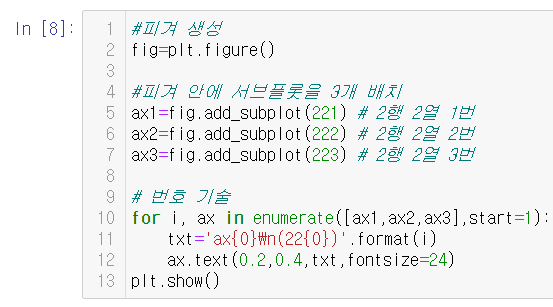 In [8]:
1 #피겨 생성
2 fig=plt.figure()
3
4 #피겨 안에 서브플롯을 3개 배치
5 ax1=fig.add_subplot(221) # 2행 2열 1번
6 ax2=fig.add_subplot(222) # 2행 2열 2번
7 ax3=fig.add_subplot(223) # 2행 2열 3번
8
9 # 번호 기술
10 for i, ax in enumerate([ax1,ax2,ax3],start=1):
11     txt='ax{0}₩n(22{0})'.format(i)
12     ax.text(0.2,0.4,txt,fontsize=24)
13 plt.show()